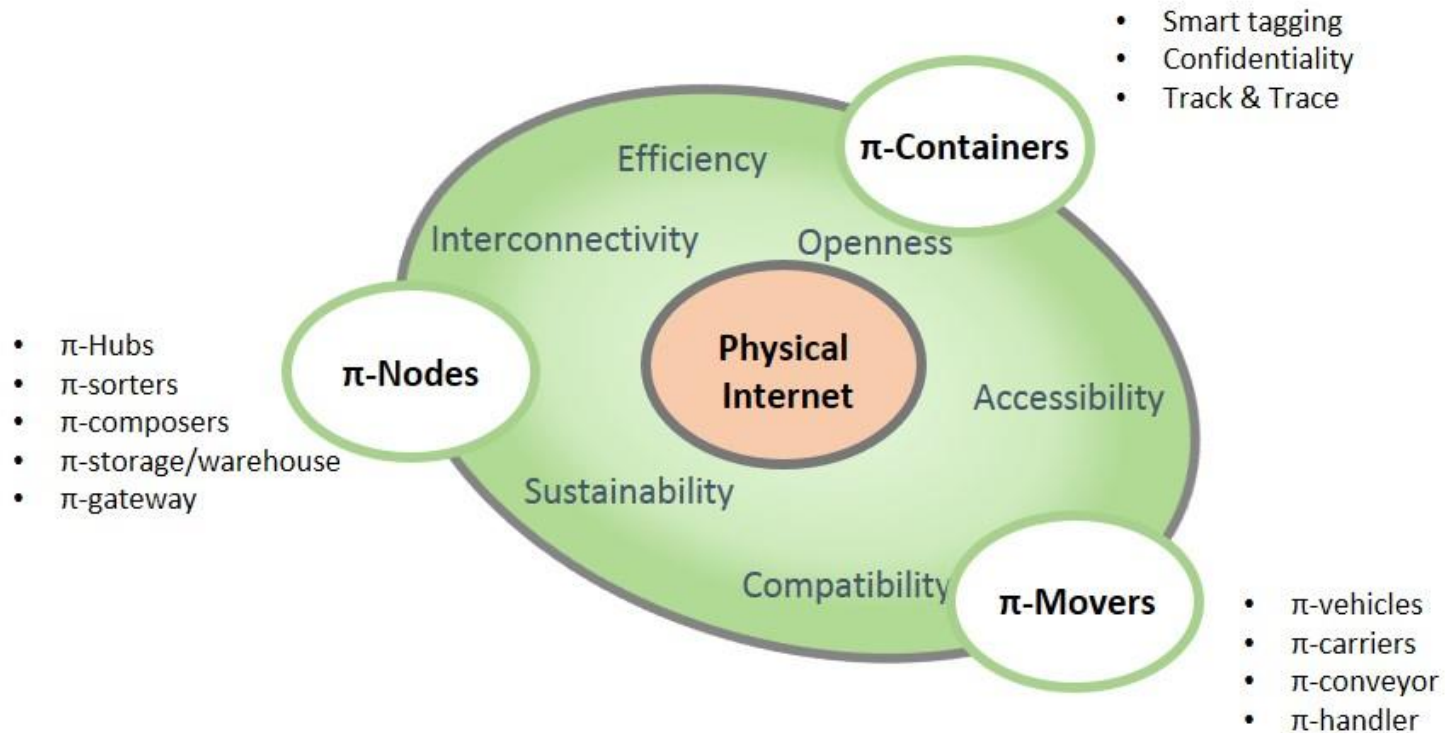 • Smart tagging
• Confidentiality
• Track & Trace
π-Containers
Efficiency
Interconnectivity
Openness
Physical
Internet
π-Nodes
• π-Hubs
• π-sorters
• π-composers
• π-storage/warehouse
• π-gateway
Accessibility
Sustainability
Compatibility
π-Movers
• π-vehicles
• π-carriers
• π-conveyor
• π-handler